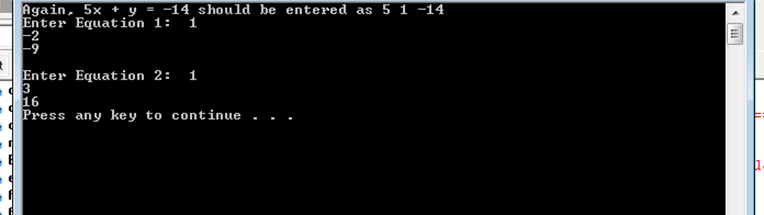 Again, 5x + y = -14 should be entered as 5 1 -14
Enter Equation 1:  1
-2
-9
Enter Equation 2:  1
3
16
Press any key to continue . . .